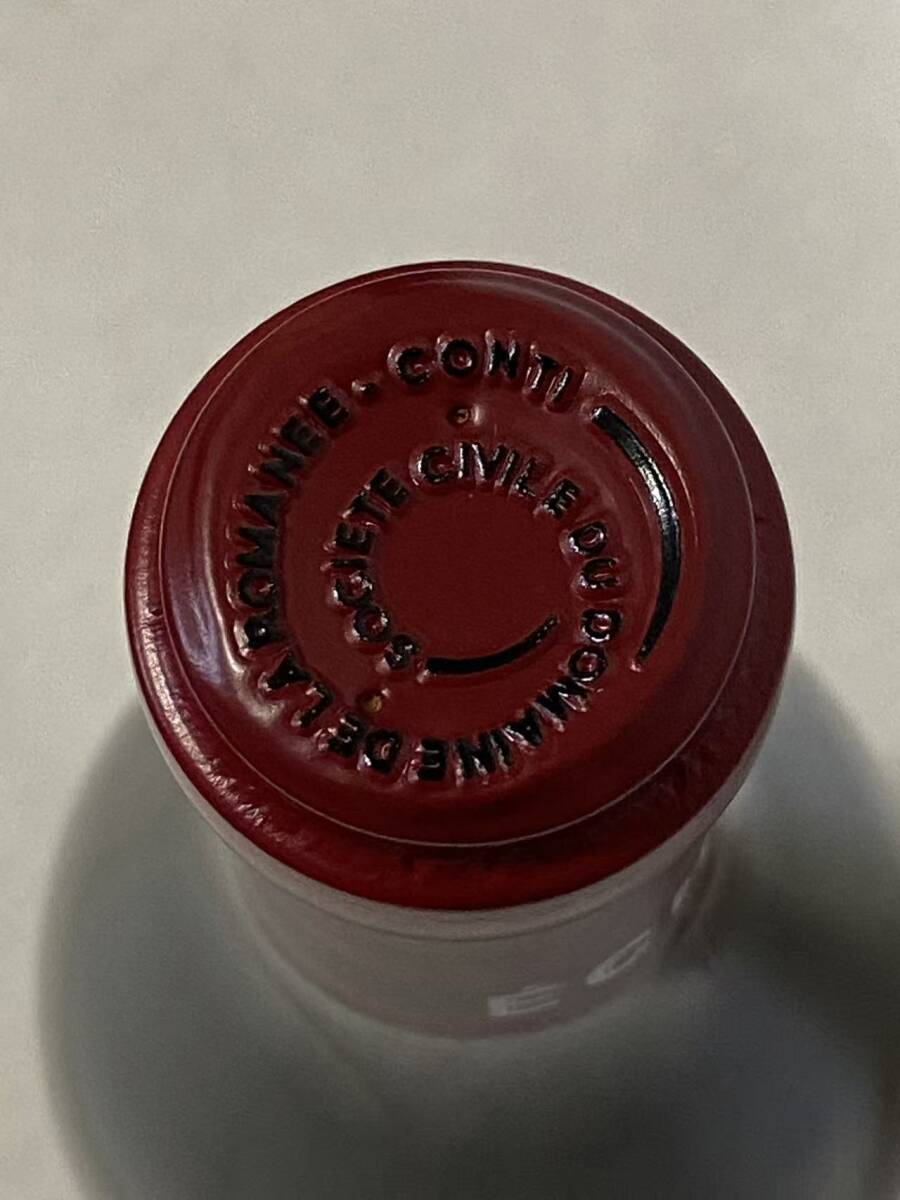 SOCIETE CIVILE DU DOMAINE DE LA ROMANEE - CONTI